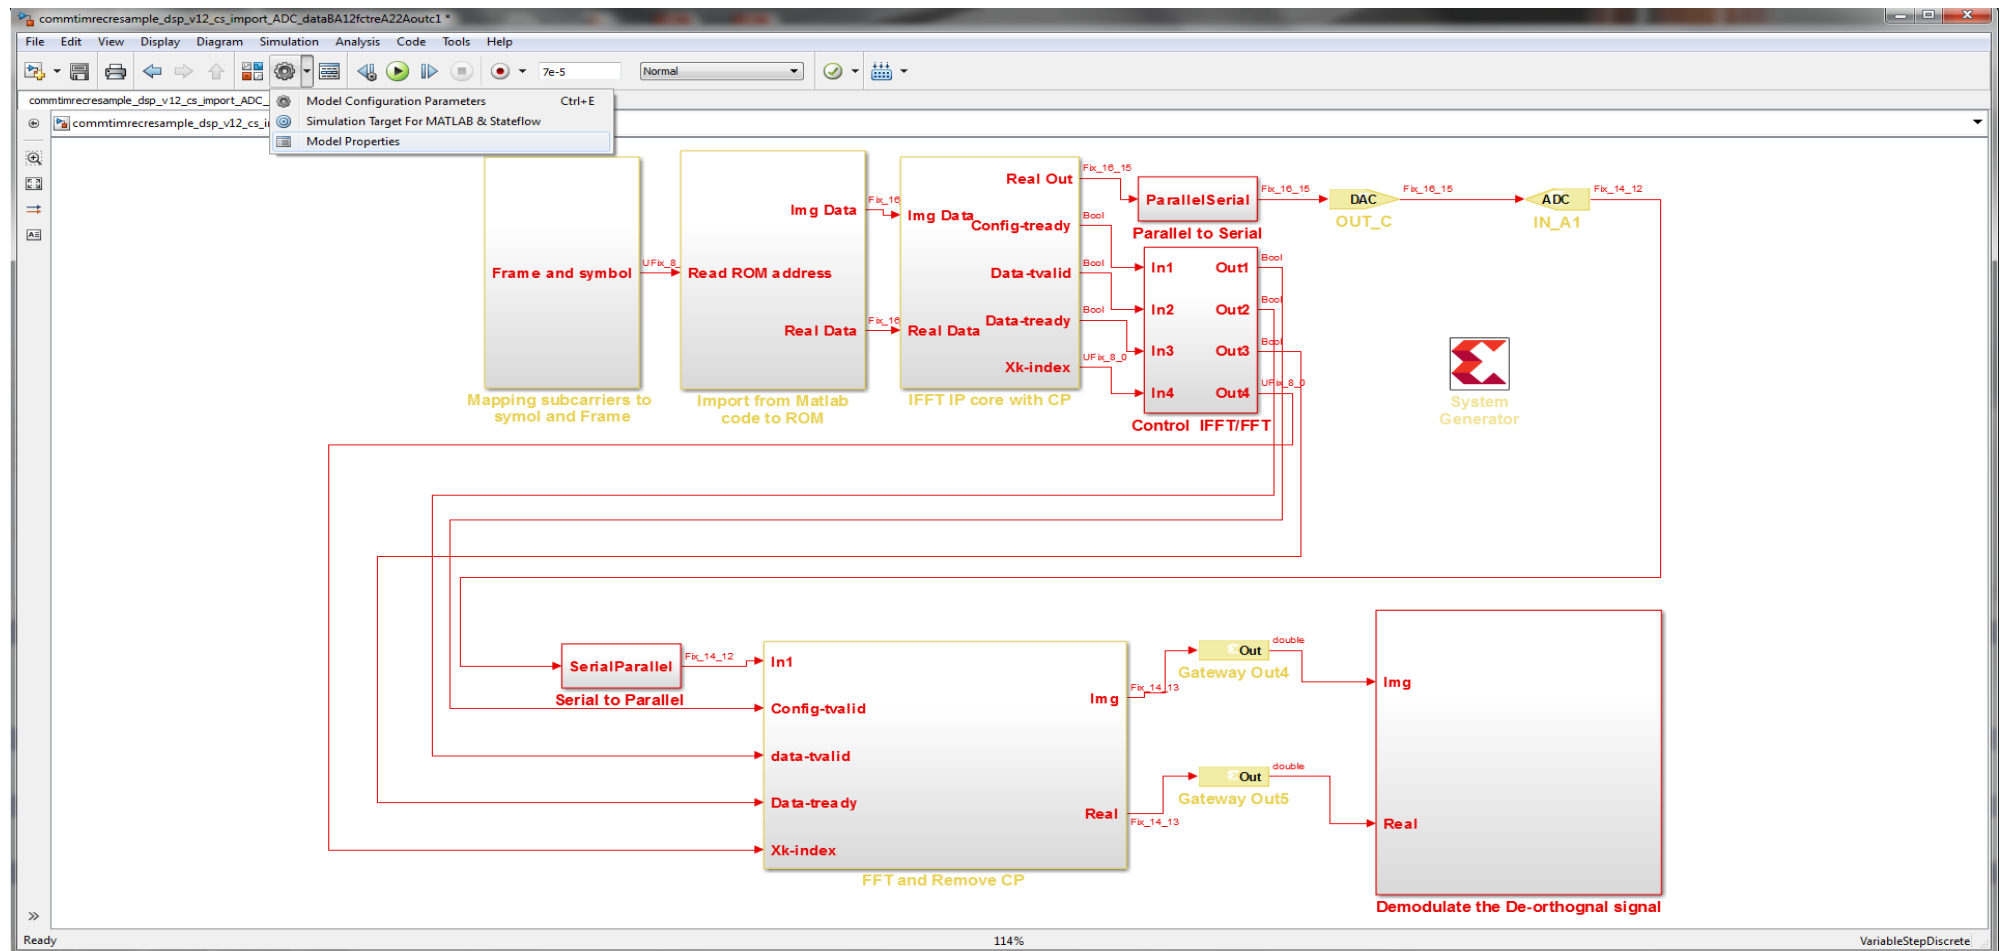 commtimrecresample_dsp_v12_cs_import_ADC_dataBA12fctreA22Aoutc1 *
File Edit View Display Diagram Simulation Analysis Code Tools Help
7e-5
Normal
commtimrecresample_dsp_v12_cs_import_ADC_
Model Configuration Parameters Ctrl+E
commtimrecresample_dsp_v12_cs_i
Simulation Target For MATLAB & Stateflow
Model Properties
Frame and symbol
Mapping subcarriers to
symol and Frame
UFix_8_
Img Data
Read ROM address
Real Data
Import from Matlab
code to ROM
Fix_16
Fix_16
Real Out
Img Data
Config-tready
Data-tvalid
Data-tready
Real Data
Xk-index
IFFT IP core with CP
Fix_16_15
Bool
Bool
Bool
UFix_8_0
ParallelSerial
Parallel to Serial
In1 Out1
In2 Out2
In3 Out3
In4 Out4
Control IFFT/FFT
Bool
Bool
Bool
UFix_8_0
Fix_16_15
DAC
OUT_C
Fix_16_15
ADC
IN_A1
Fix_14_12
System
Generator
SerialParallel
Serial to Parallel
Fix_14_12
In1
Config-tvalid
data-tvalid
Data-tready
Xk-index
Img
Real
FFT and Remove CP
Fix_14_13
Fix_14_13
Out
Gateway Out4
double
Out
Gateway Out5
double
Img
Real
Demodulate the De-orthognal signal
Ready
114%
VariableStepDiscrete